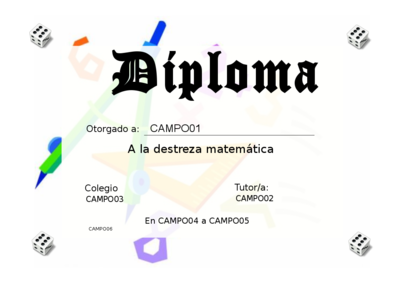 Diploma
Otorgado a: CAMPO01
A la destreza matemática
Colegio Tutor/a:
CAMPO03 CAMPO02
En CAMPO04 a CAMPO05
CAMPO06